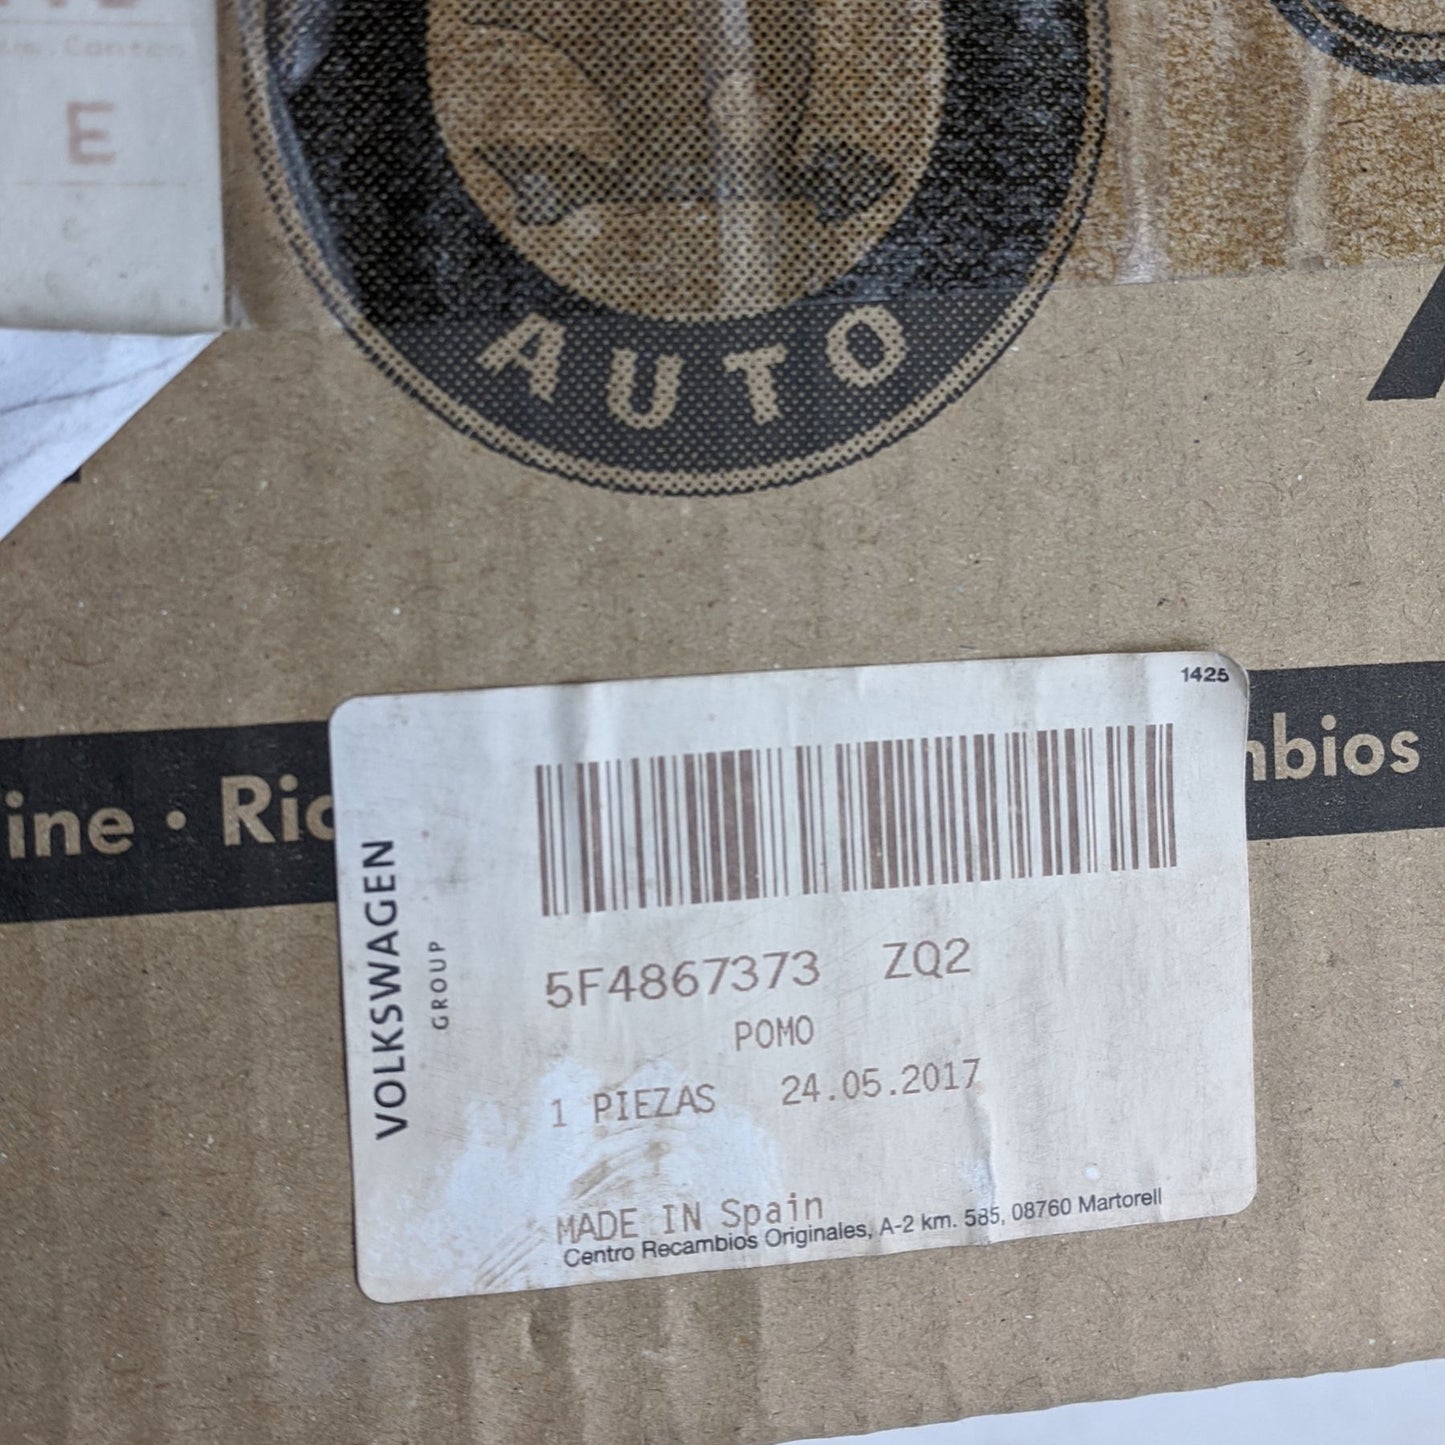 E
AUTO
ine · Ric
mbios
1425
VOLKSWAGEN
GROUP
5F4867373 ZQ2
POMO
1 PIEZAS 24.05.2017
MADE IN Spain
Centro Recambios Originales, A-2 km. 585, 08760 Martorell